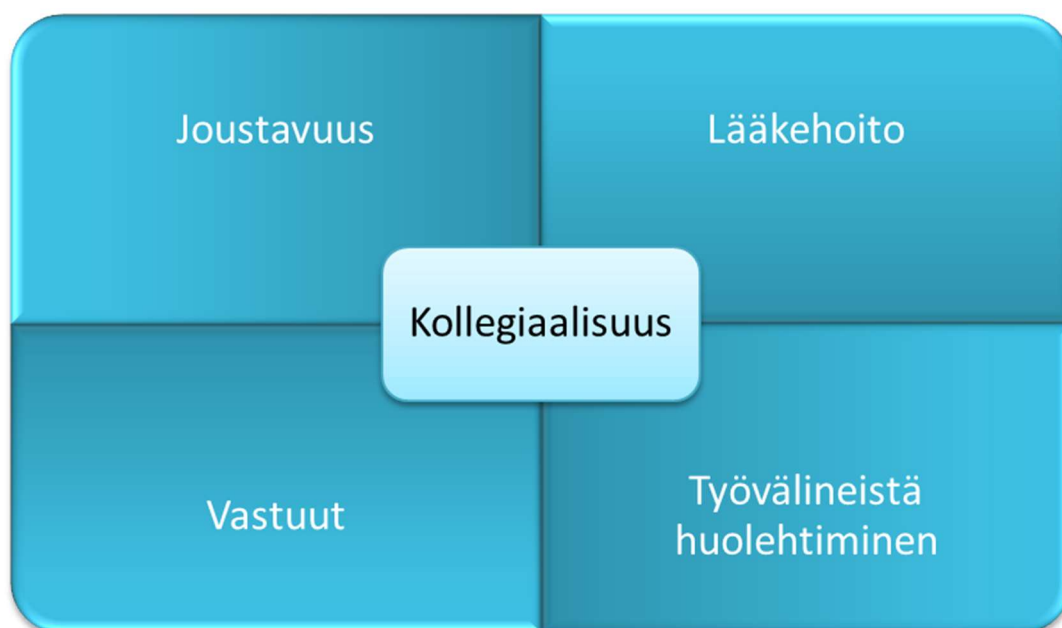 Joustavuus
Lääkehoito
Kollegiaalisuus
Vastuut
Työvälineistä
huolehtiminen